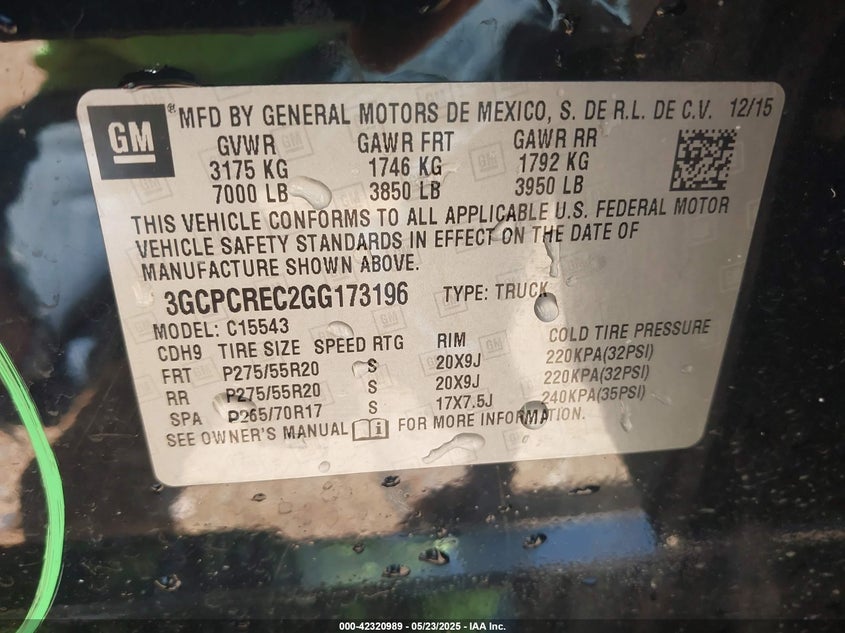 GM ® MFD BY GENERAL MOTORS DE MEXICO, S. DE R.L. DE C.V. 12/15
GVWR GAWR FRT GAWR RR
3175 KG 1746 KG 1792 KG
7000 LB 3850 LB 3950 LB
THIS VEHICLE CONFORMS TO ALL APPLICABLE U.S. FEDERAL MOTOR
VEHICLE SAFETY STANDARDS IN EFFECT ON THE DATE OF
MANUFACTURE SHOWN ABOVE.
3GCPCREC2GG173196 TYPE: TRUCK
MODEL: C15543
CDH9 TIRE SIZE SPEED RTG RIM COLD TIRE PRESSURE
FRT P275/55R20 S 20X9J 220KPA(32PSI)
RR P275/55R20 S 20X9J 220KPA(32PSI)
SPA P265/70R17 S 17X7.5J 240KPA(35PSI)
SEE OWNER'S MANUAL FOR MORE INFORMATION.
000-42320989 - 05/23/2025 - IAA Inc.